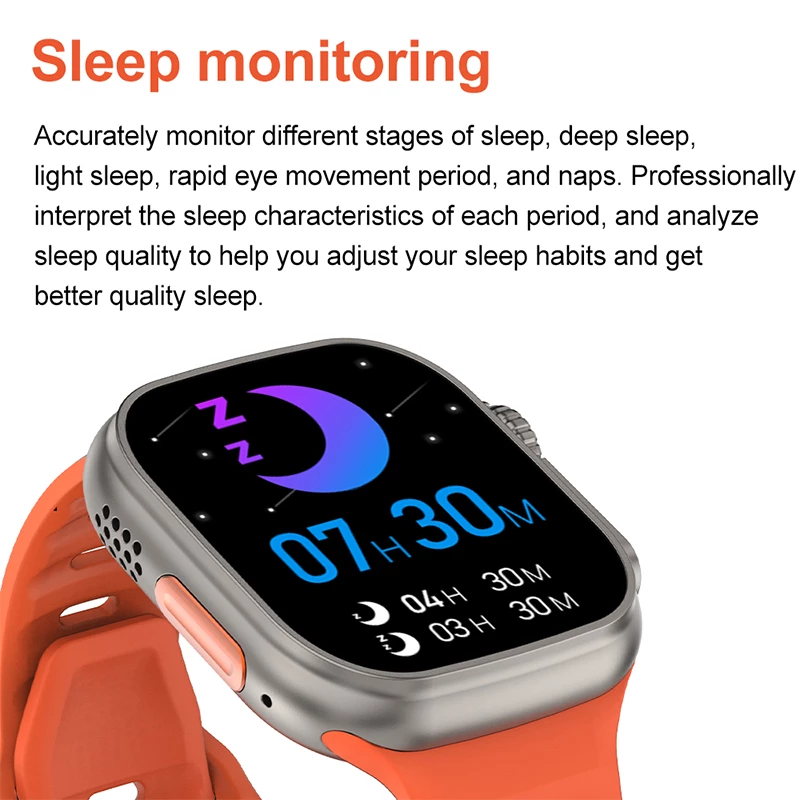 Sleep monitoring
Accurately monitor different stages of sleep, deep sleep,
light sleep, rapid eye movement period, and naps. Professionally
interpret the sleep characteristics of each period, and analyze
sleep quality to help you adjust your sleep habits and get
better quality sleep.
Z
Z
07H30M
z 04H 30M
zzz 03H 30M